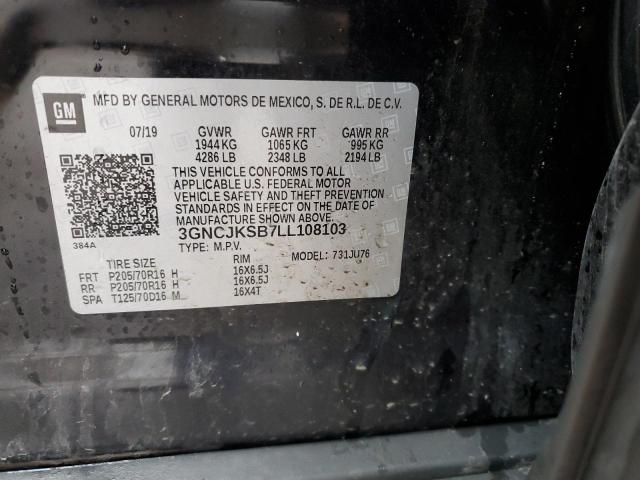 GM
MFD BY GENERAL MOTORS DE MEXICO, S. DE R.L. DE C.V.
07/19 GVWR GAWR FRT GAWR RR
1944 KG 1065 KG 995 KG
4286 LB 2348 LB 2194 LB
THIS VEHICLE CONFORMS TO ALL
APPLICABLE U.S. FEDERAL MOTOR
VEHICLE SAFETY AND THEFT PREVENTION
STANDARDS IN EFFECT ON THE DATE OF
MANUFACTURE SHOWN ABOVE.
384A
3GNCJKSB7LL108103
TYPE: M.P.V. MODEL: 731JU76
TIRE SIZE RIM
FRT P205/70R16 H 16X6.5J
RR P205/70R16 H 16X6.5J
SPA T125/70D16 M 16X4T